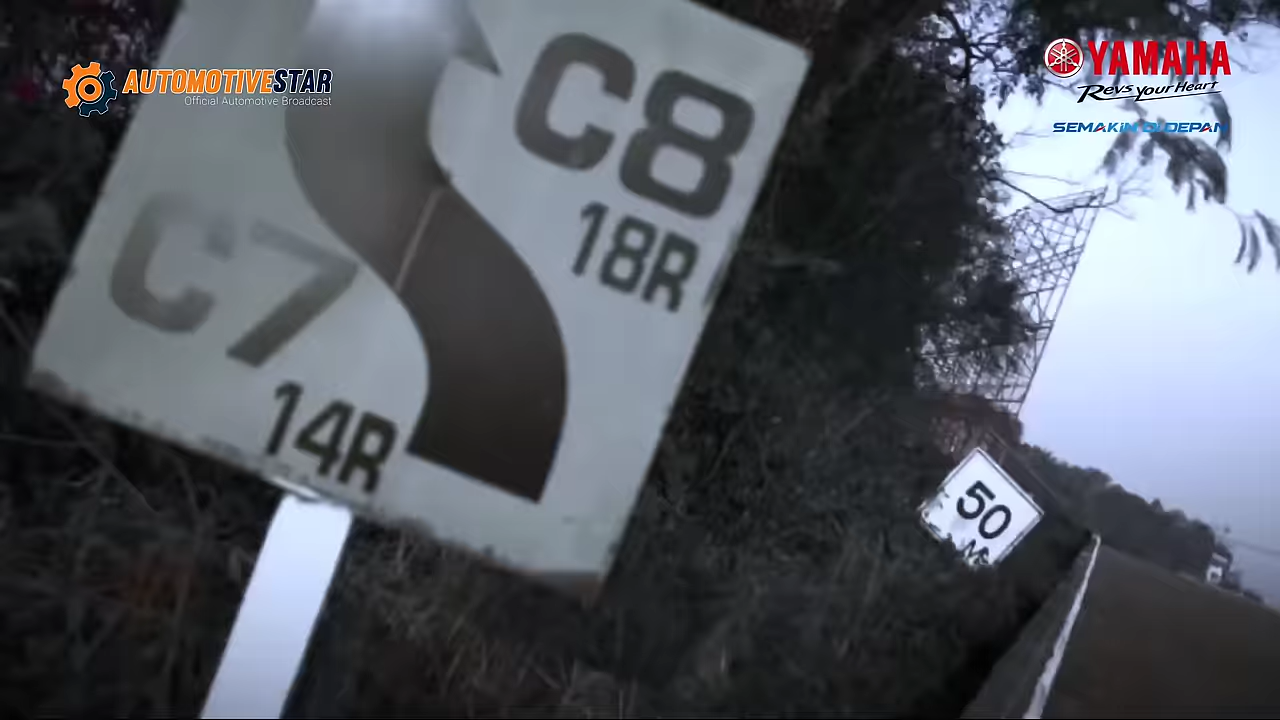 AUTOMOTIVESTAR
Official Automotive Broadcast
YAMAHA
Revs your Heart
SEMAKIN DI DEPAN
C8
18R
C7
14R
50
M